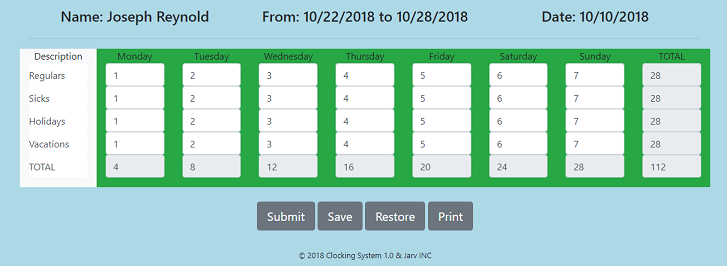 Name: Joseph Reynold From: 10/22/2018 to 10/28/2018 Date: 10/10/2018
Description Monday Tuesday Wednesday Thursday Friday Saturday Sunday TOTAL
Regulars 1 2 3 4 5 6 7 28
Sicks 1 2 3 4 5 6 7 28
Holidays 1 2 3 4 5 6 7 28
Vacations 1 2 3 4 5 6 7 28
TOTAL 4 8 12 16 20 24 28 112
Submit Save Restore Print
© 2018 Clocking System 1.0 & Jarv INC